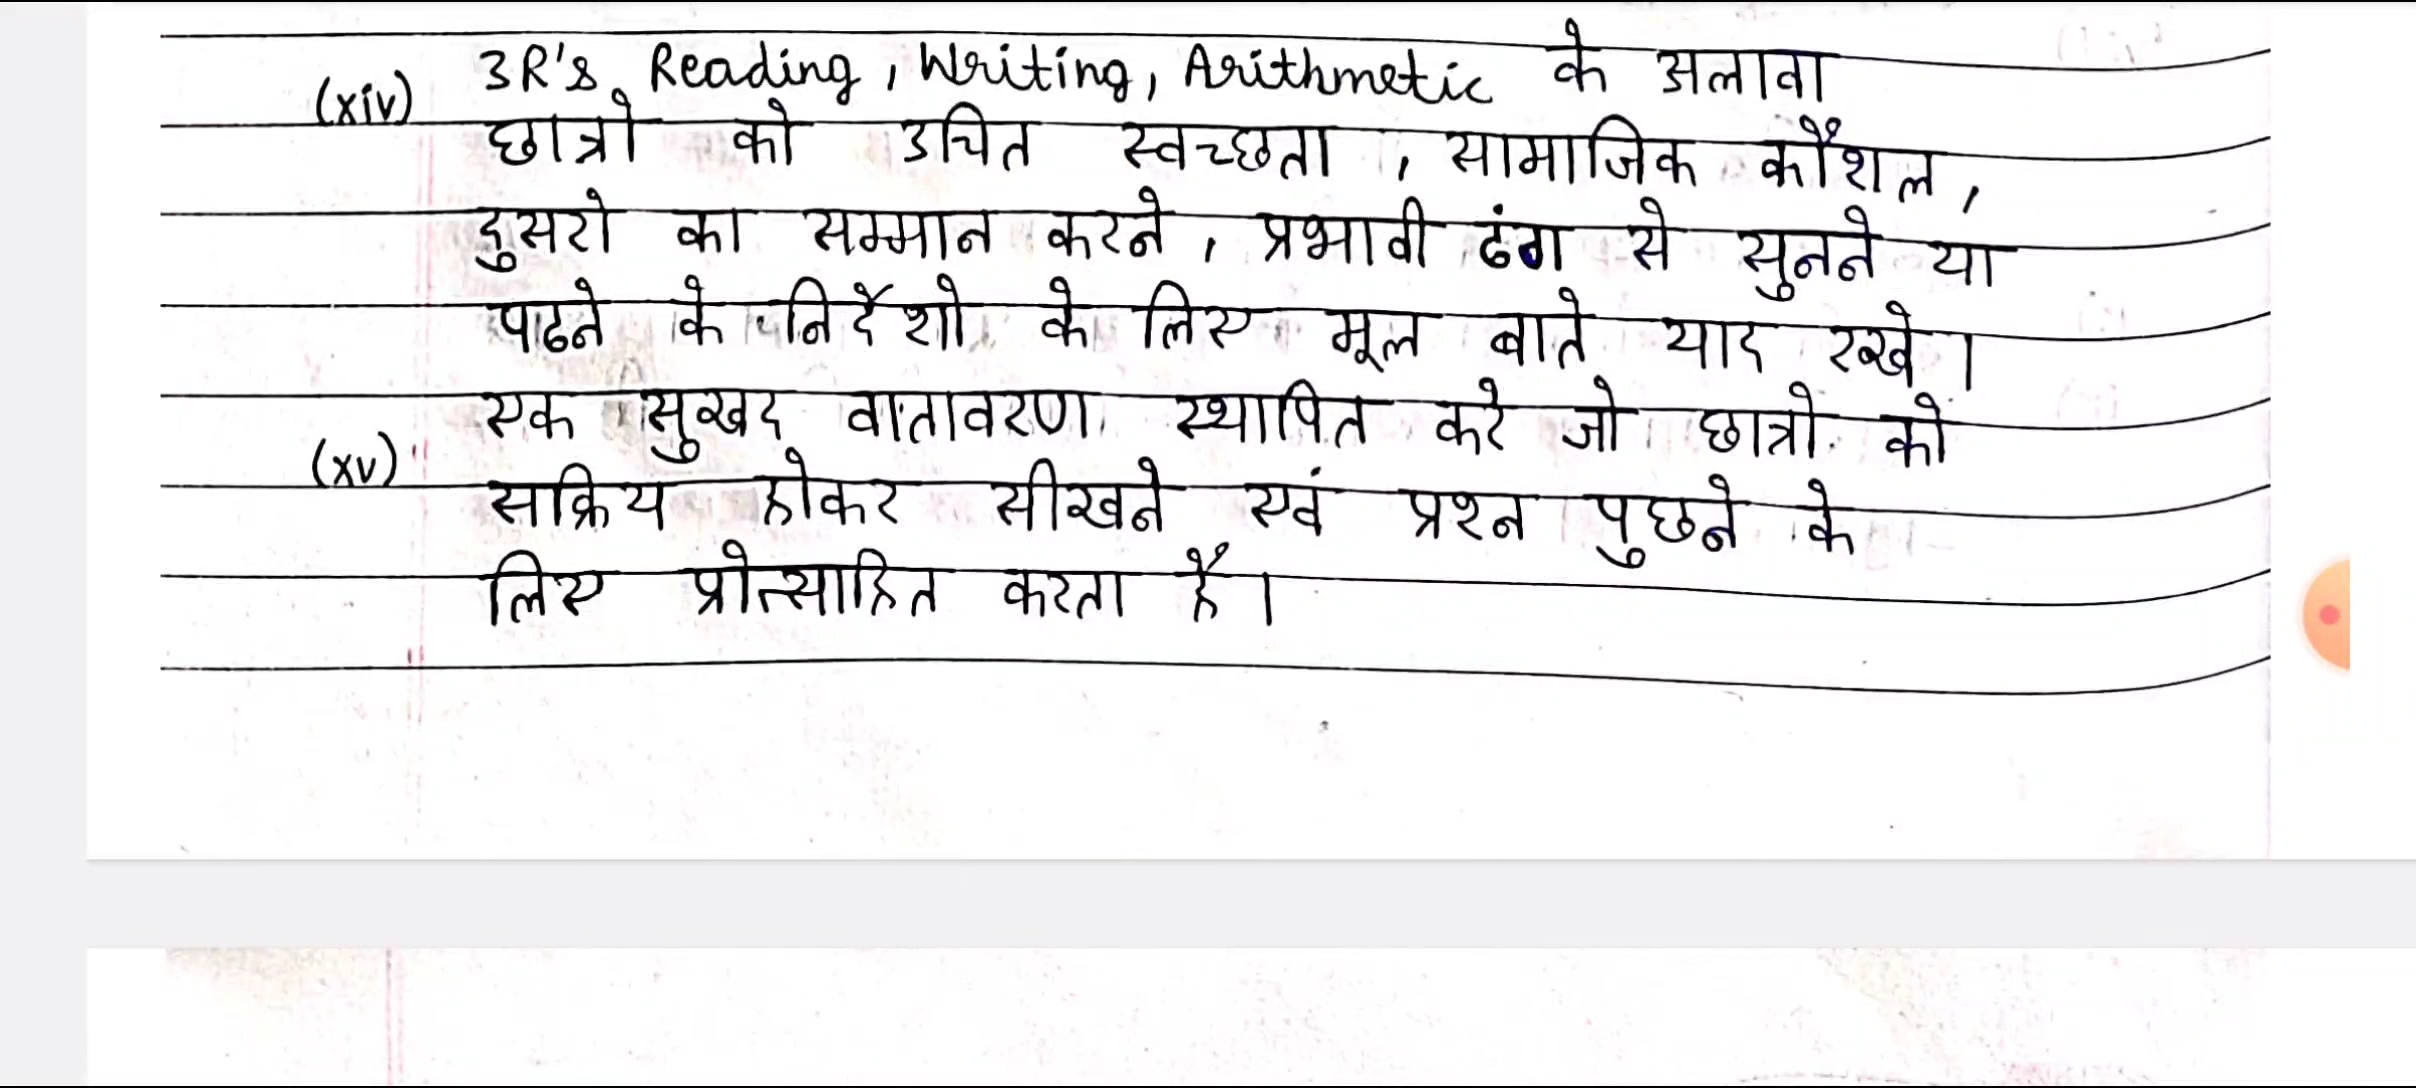 (xiv) 3R's Reading, Writing, Arithmetic के अलावा
छात्रो को उचित स्वच्छता, सामाजिक कौशल,
दुसरो का सम्मान करने, प्रभावी ढंग से सुनने या
पढने के निर्देशो के लिए मूल बाते याद रखे।
(xv) एक सुखद वातावरण स्थापित करे जो छात्रो को
सक्रिय होकर सीखने एवं प्रश्न पुछने के
लिए प्रोत्साहित करता है।